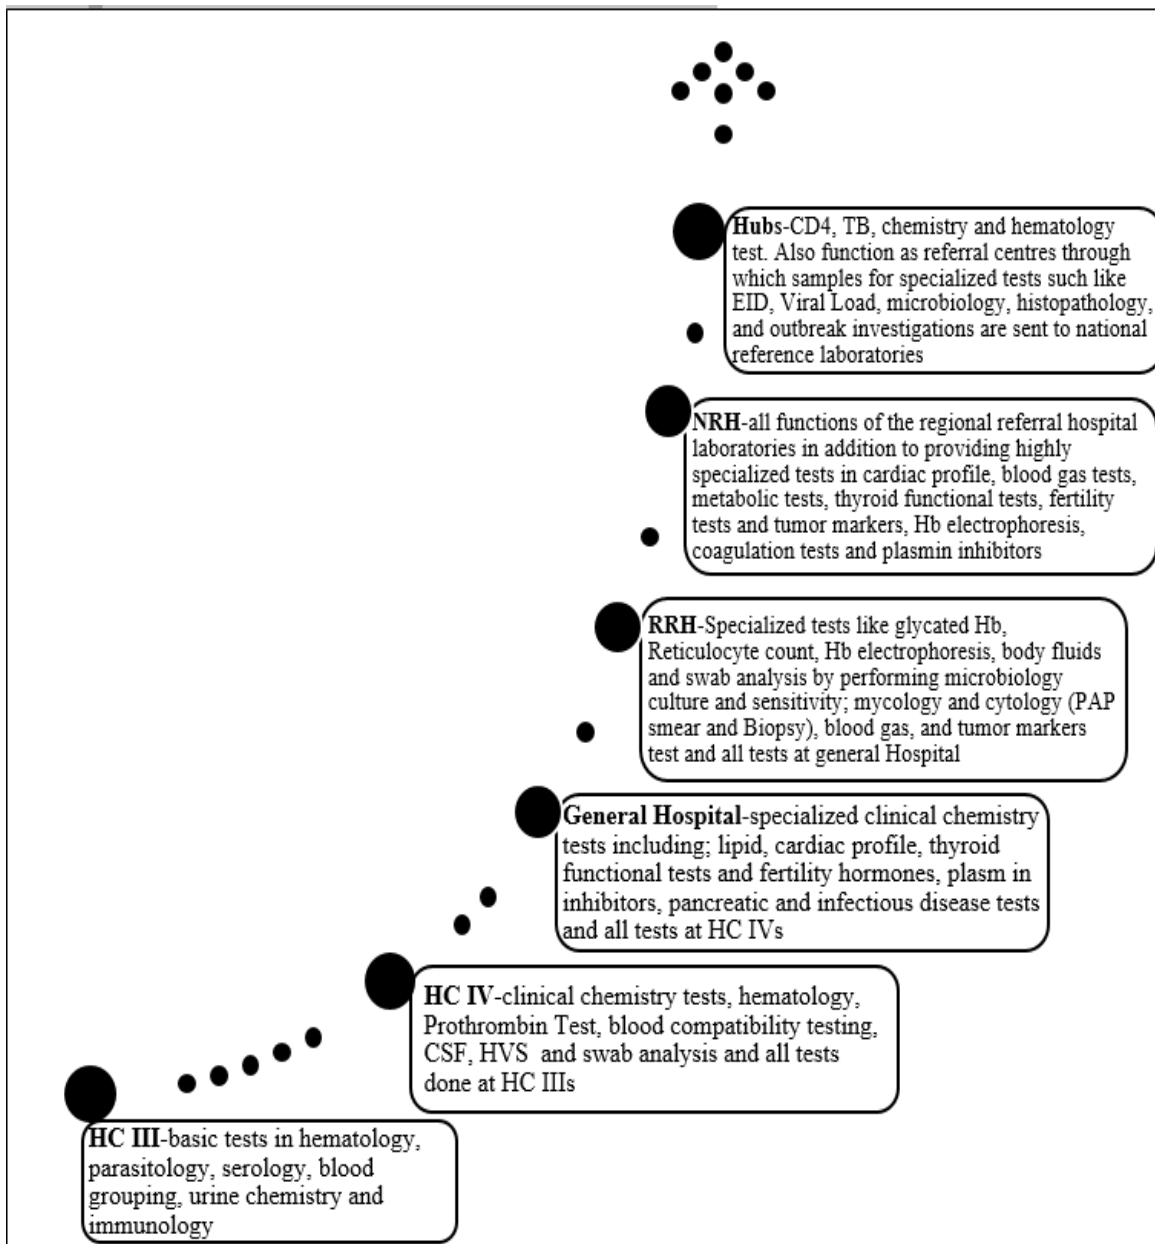 Hubs-CD4, TB, chemistry and hematology
test. Also function as referral centres through
which samples for specialized tests such like
EID, Viral Load, microbiology, histopathology,
and outbreak investigations are sent to national
reference laboratories
NRH-all functions of the regional referral hospital
laboratories in addition to providing highly
specialized tests in cardiac profile, blood gas tests,
metabolic tests, thyroid functional tests, fertility
tests and tumor markers, Hb electrophoresis,
coagulation tests and plasmin inhibitors
RRH-Specialized tests like glycated Hb,
Reticulocyte count, Hb electrophoresis, body fluids
and swab analysis by performing microbiology
culture and sensitivity; mycology and cytology (PAP
smear and Biopsy), blood gas, and tumor markers
test and all tests at general Hospital
General Hospital-specialized clinical chemistry
tests including; lipid, cardiac profile, thyroid
functional tests and fertility hormones, plasm in
inhibitors, pancreatic and infectious disease tests
and all tests at HC IVs
HC IV-clinical chemistry tests, hematology,
Prothrombin Test, blood compatibility testing,
CSF, HVS and swab analysis and all tests
done at HC IIIs
HC III-basic tests in hematology,
parasitology, serology, blood
grouping, urine chemistry and
immunology